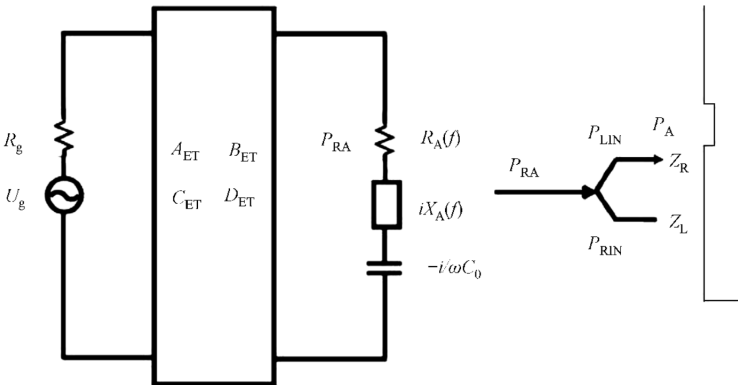 R_g
U_g
A_ET B_ET
C_ET D_ET
P_RA
R_A(f)
iX_A(f)
−i/ωC_0
P_RA
P_LIN
P_A
Z_R
Z_L
P_RIN